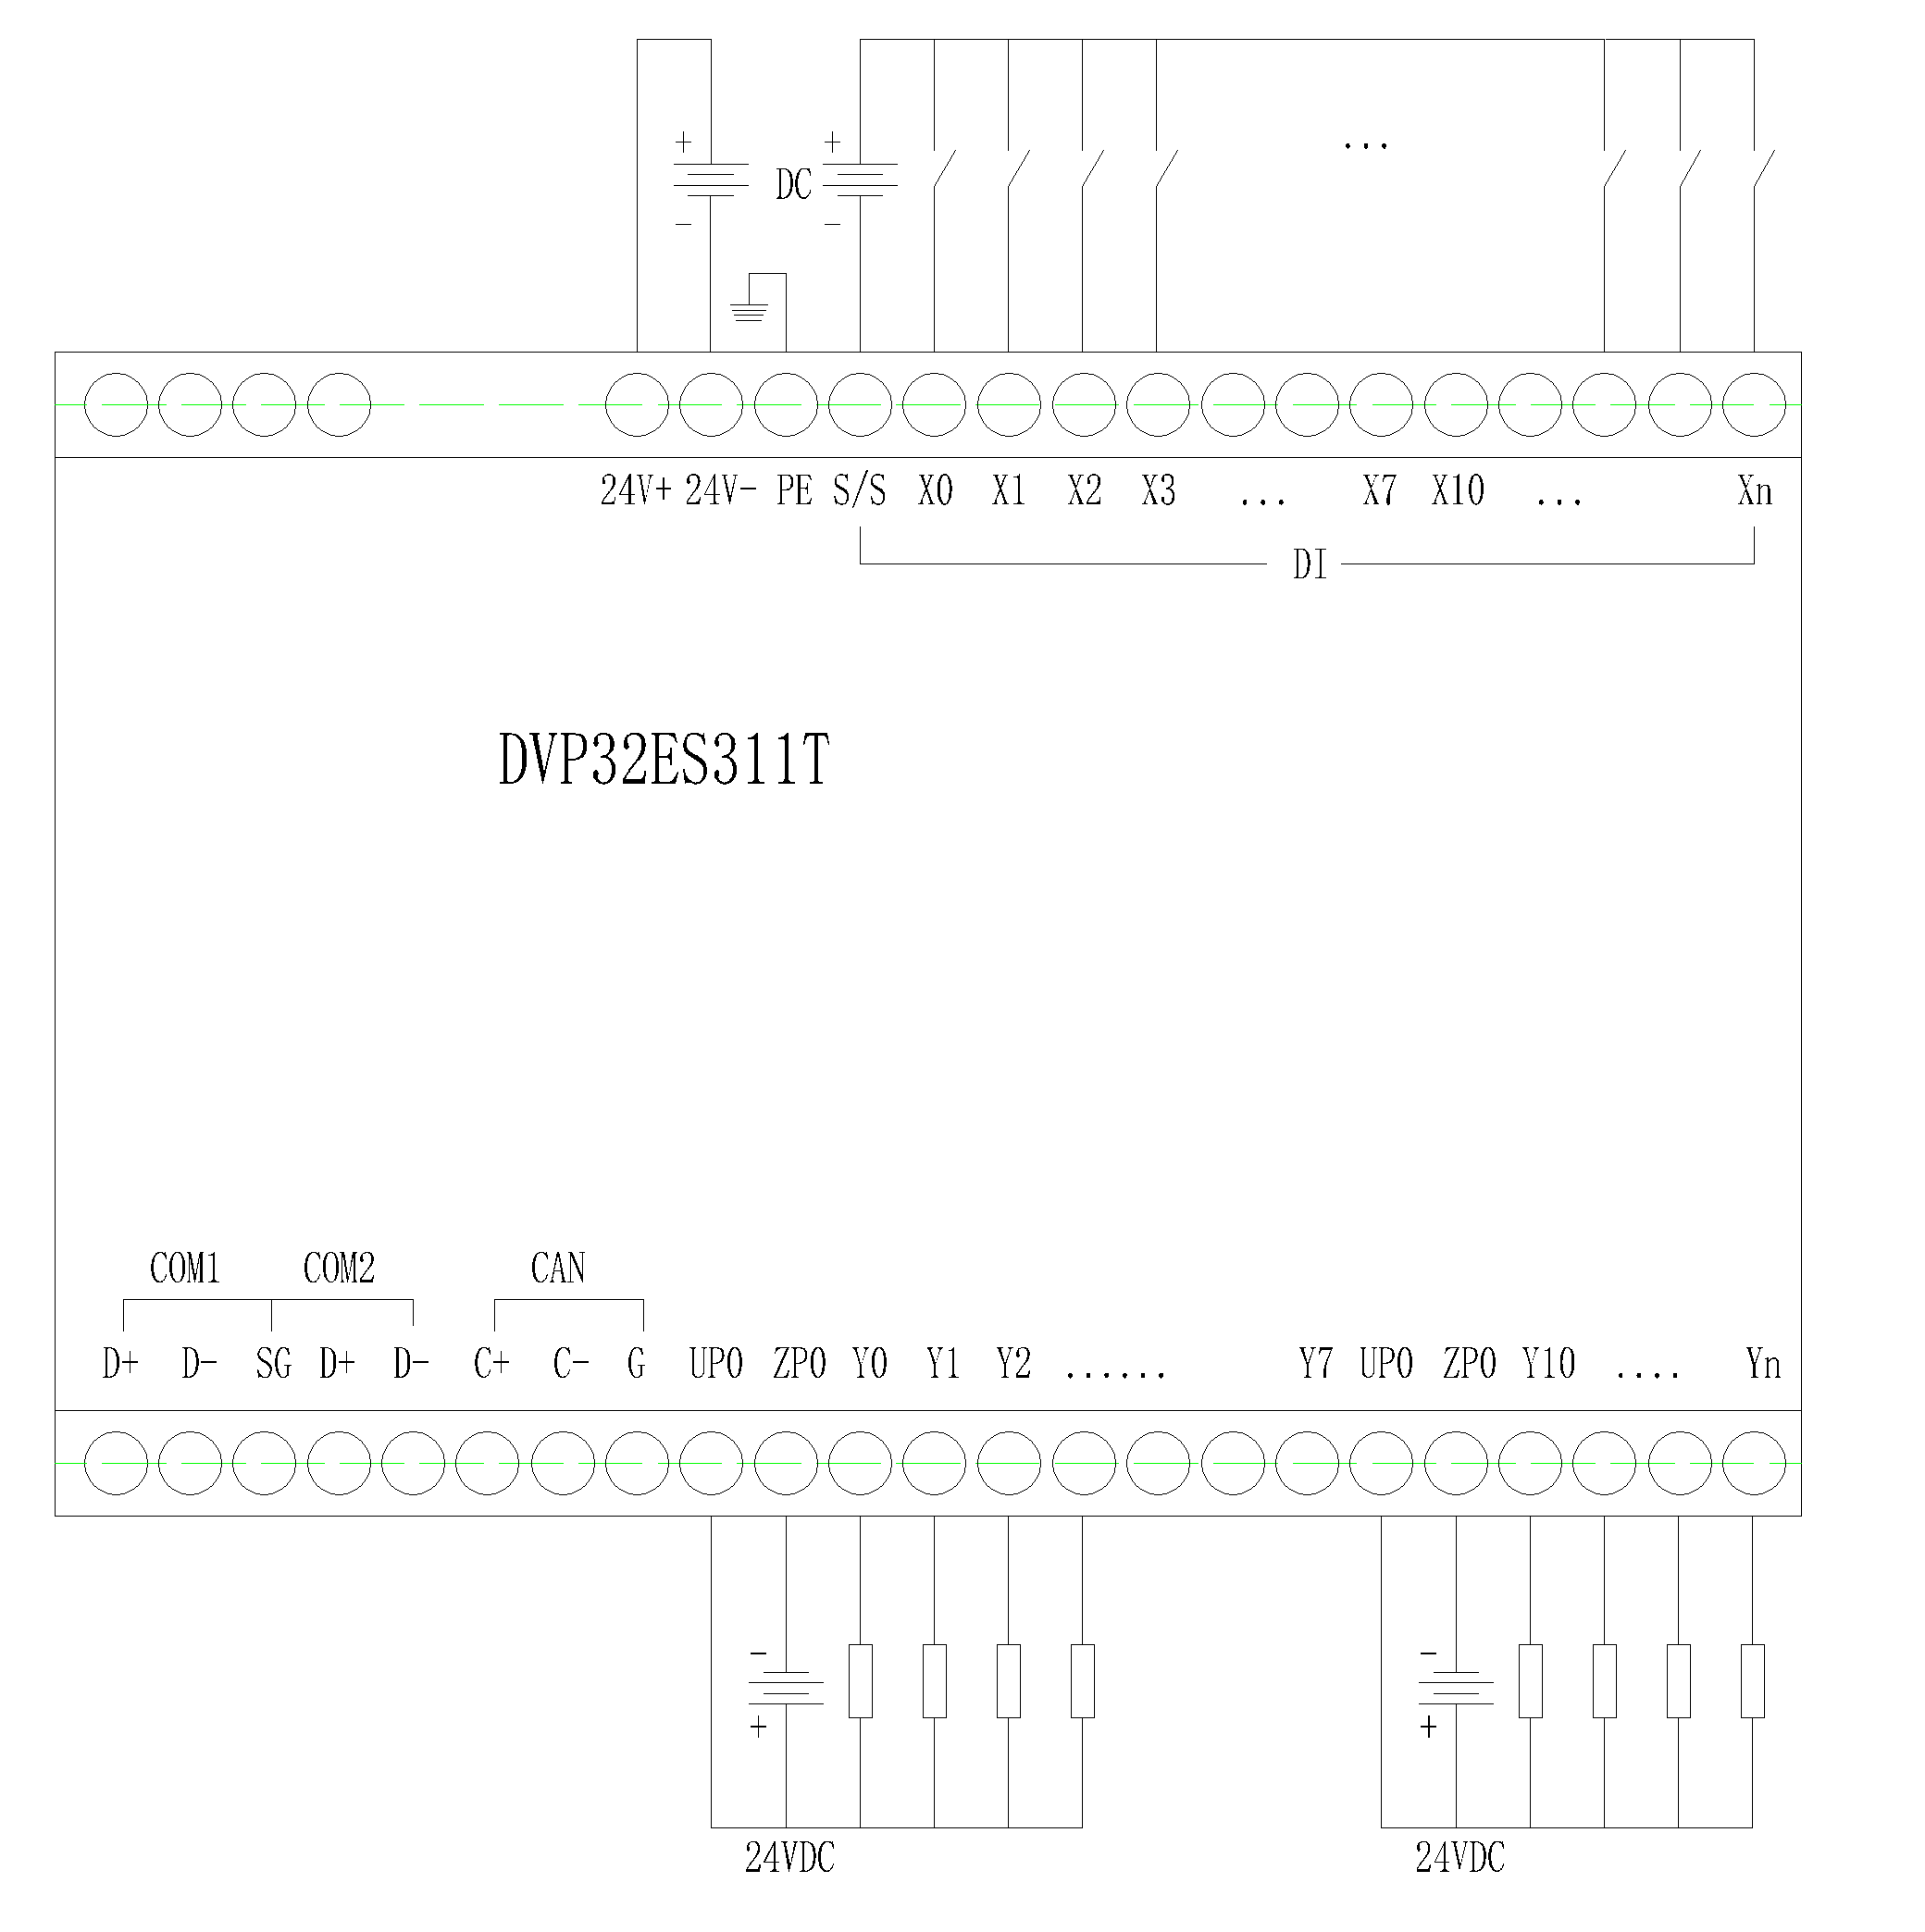 + + ...
DC
- -
24V+ 24V- PE S/S X0 X1 X2 X3 ... X7 X10 ... Xn
DI
DVP32ES311T
COM1 COM2 CAN
D+ D- SG D+ D- C+ C- G UP0 ZP0 Y0 Y1 Y2 ...... Y7 UP0 ZP0 Y10 .... Yn
- -
+ +
24VDC 24VDC